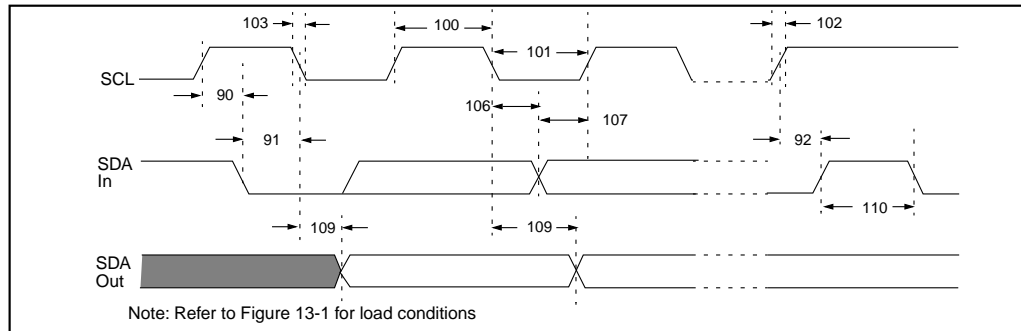 103
100
102
101
SCL
90
106
107
91
92
SDA
In
110
109
109
SDA
Out
Note: Refer to Figure 13-1 for load conditions